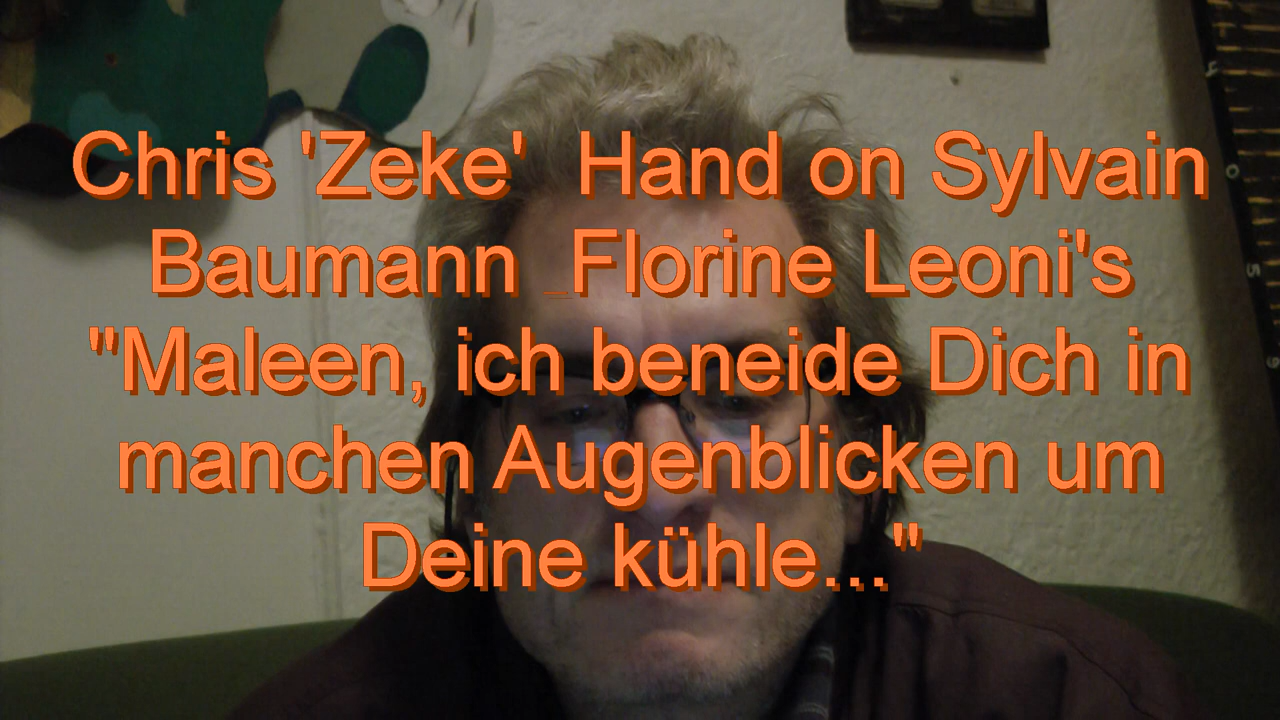 Chris 'Zeke'  Hand on Sylvain
Baumann _Florine Leoni's
"Maleen, ich beneide Dich in
manchen Augenblicken um
Deine kühle..."